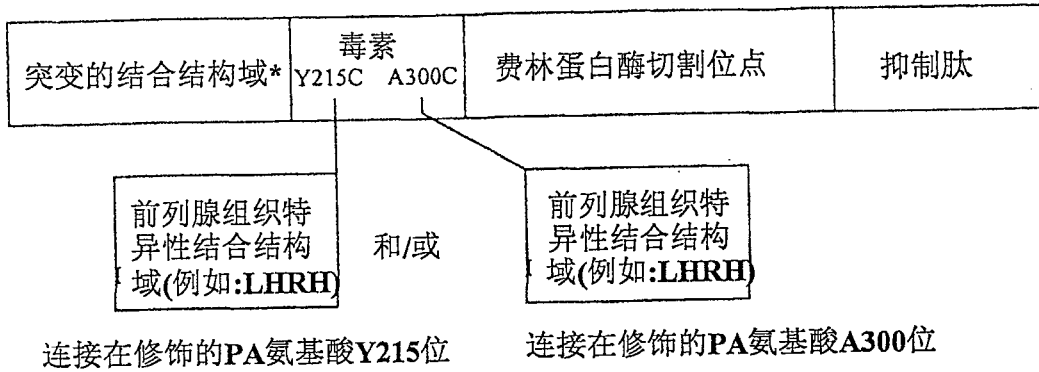 突变的结合结构域*
毒素
Y215C A300C
费林蛋白酶切割位点
抑制肽
前列腺组织特
异性结合结构
域(例如:LHRH)
和/或
前列腺组织特
异性结合结构
域(例如:LHRH)
连接在修饰的PA氨基酸Y215位
连接在修饰的PA氨基酸A300位